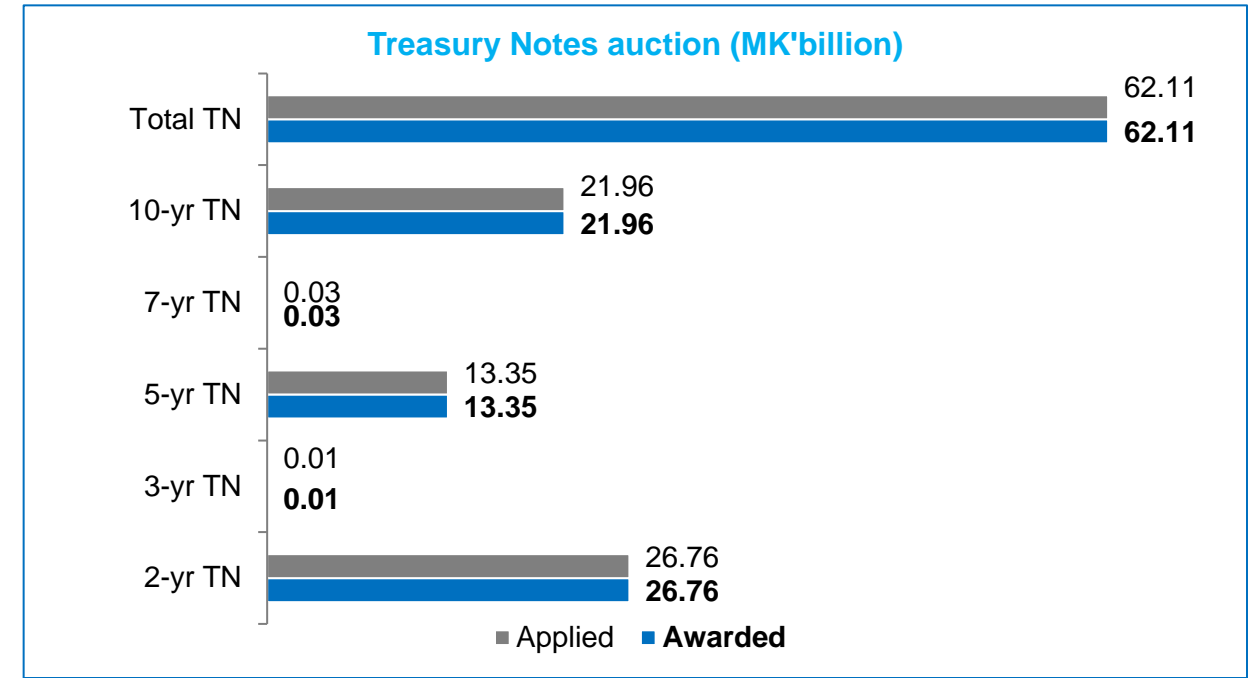 Treasury Notes auction (MK'billion)
Total TN
62.11
62.11
10-yr TN
21.96
21.96
7-yr TN
0.03
0.03
5-yr TN
13.35
13.35
3-yr TN
0.01
0.01
2-yr TN
26.76
26.76
Applied Awarded